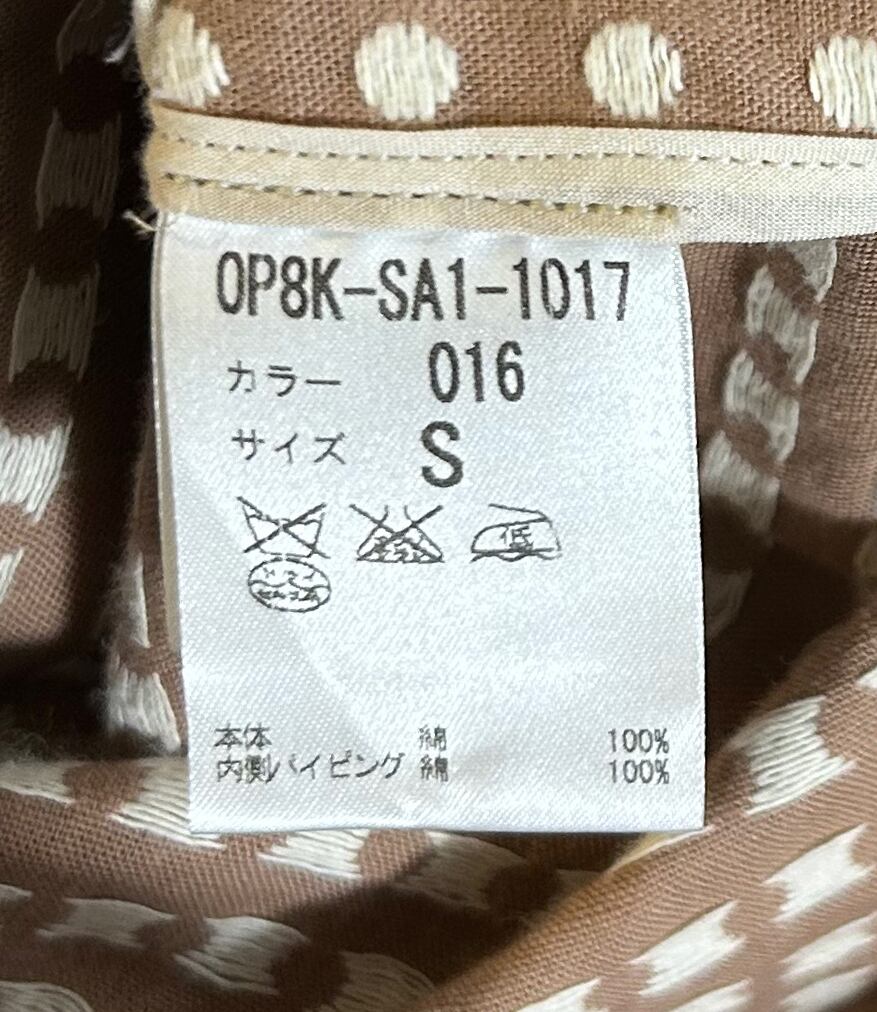 OP8K-SA1-1017
カラー 016
サイズ S
低
本体 綿 100%
内側パイピング 綿 100%